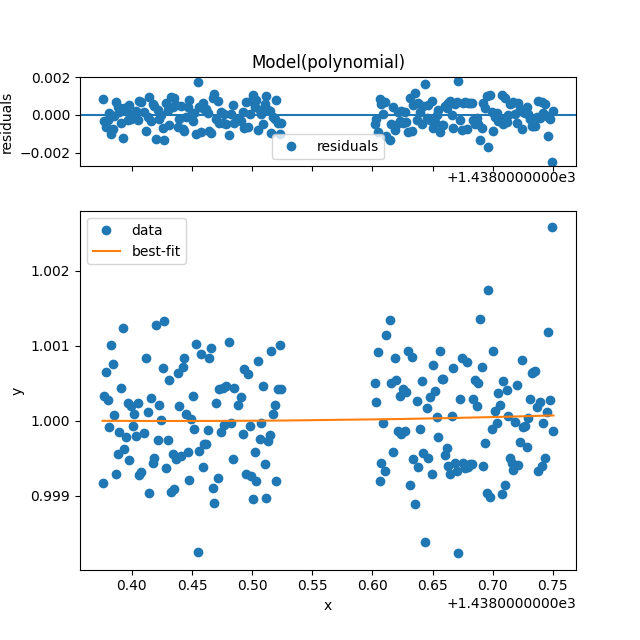 Model(polynomial)
0.002
0.000
−0.002
residuals
residuals
+1.4380000000e3
data
best-fit
1.002
1.001
1.000
0.999
y
0.40 0.45 0.50 0.55 0.60 0.65 0.70 0.75
x
+1.4380000000e3